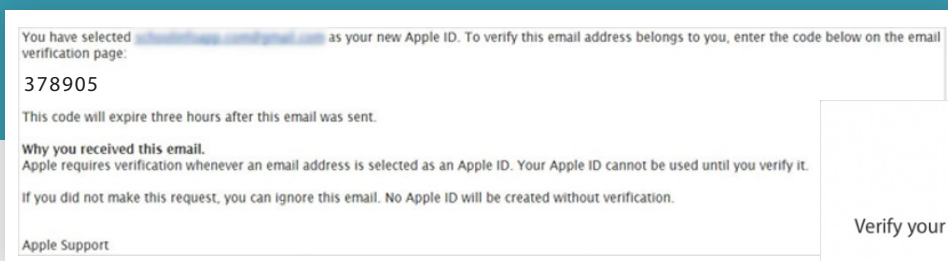 You have selected as your new Apple ID. To verify this email address belongs to you, enter the code below on the email
verification page:
378905
This code will expire three hours after this email was sent.
Why you received this email.
Apple requires verification whenever an email address is selected as an Apple ID. Your Apple ID cannot be used until you verify it.
If you did not make this request, you can ignore this email. No Apple ID will be created without verification.
Verify your
Apple Support